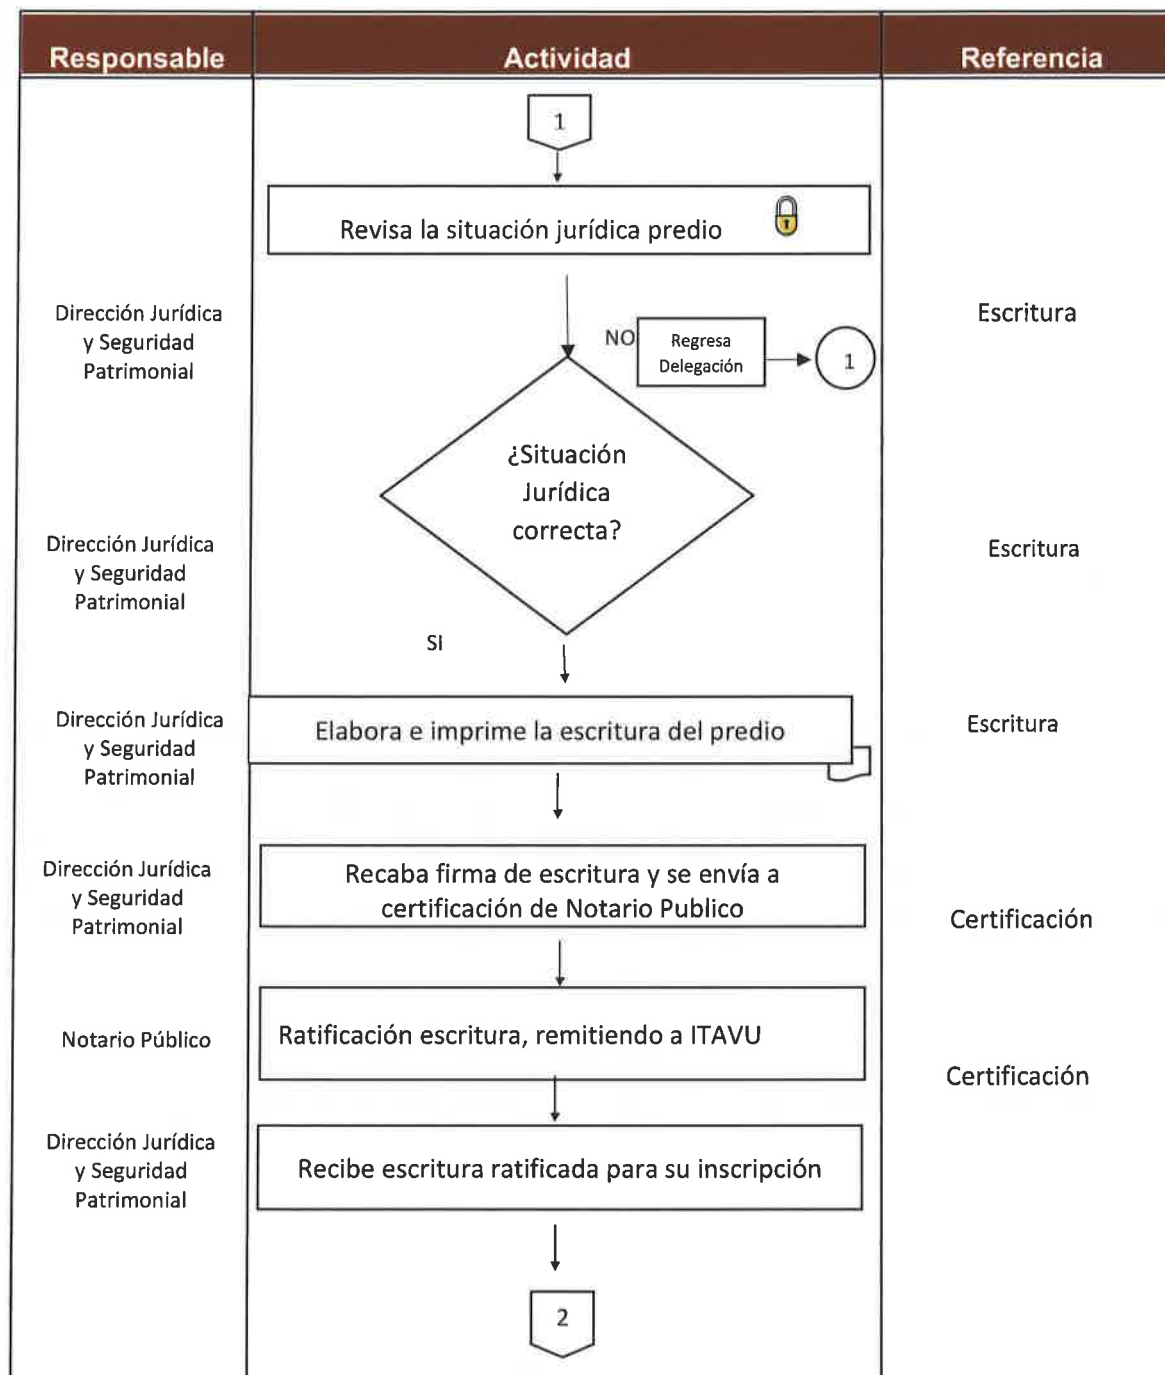 Responsable
Actividad
Referencia
1
Revisa la situación jurídica predio
Dirección Jurídica
y Seguridad
Patrimonial
Escritura
NO
Regresa
Delegación
1
¿Situación
Jurídica
correcta?
Dirección Jurídica
y Seguridad
Patrimonial
Escritura
SI
Dirección Jurídica
y Seguridad
Patrimonial
Elabora e imprime la escritura del predio
Escritura
Dirección Jurídica
y Seguridad
Patrimonial
Recaba firma de escritura y se envía a
certificación de Notario Publico
Certificación
Notario Público
Ratificación escritura, remitiendo a ITAVU
Certificación
Dirección Jurídica
y Seguridad
Patrimonial
Recibe escritura ratificada para su inscripción
2